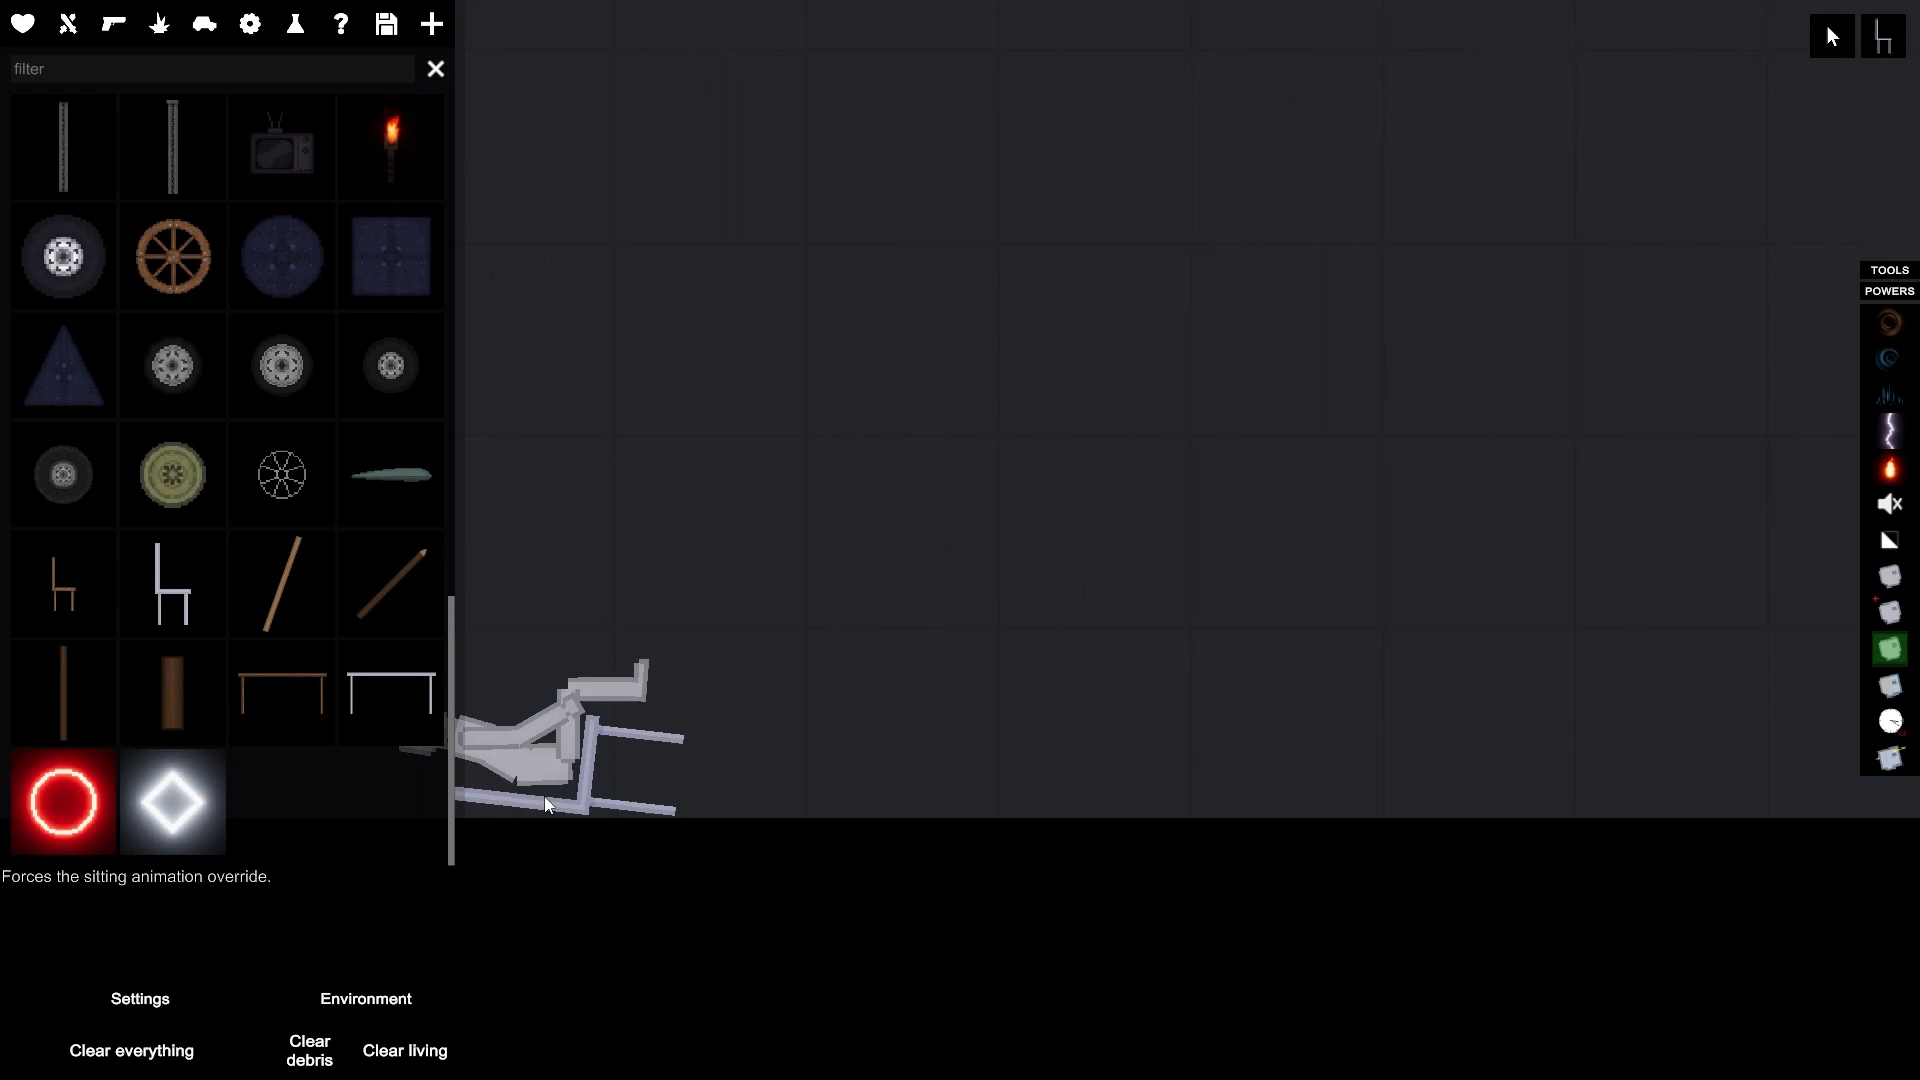 filter
TOOLS
POWERS
Forces the sitting animation override.
Settings
Environment
Clear everything
Clear
debris
Clear living